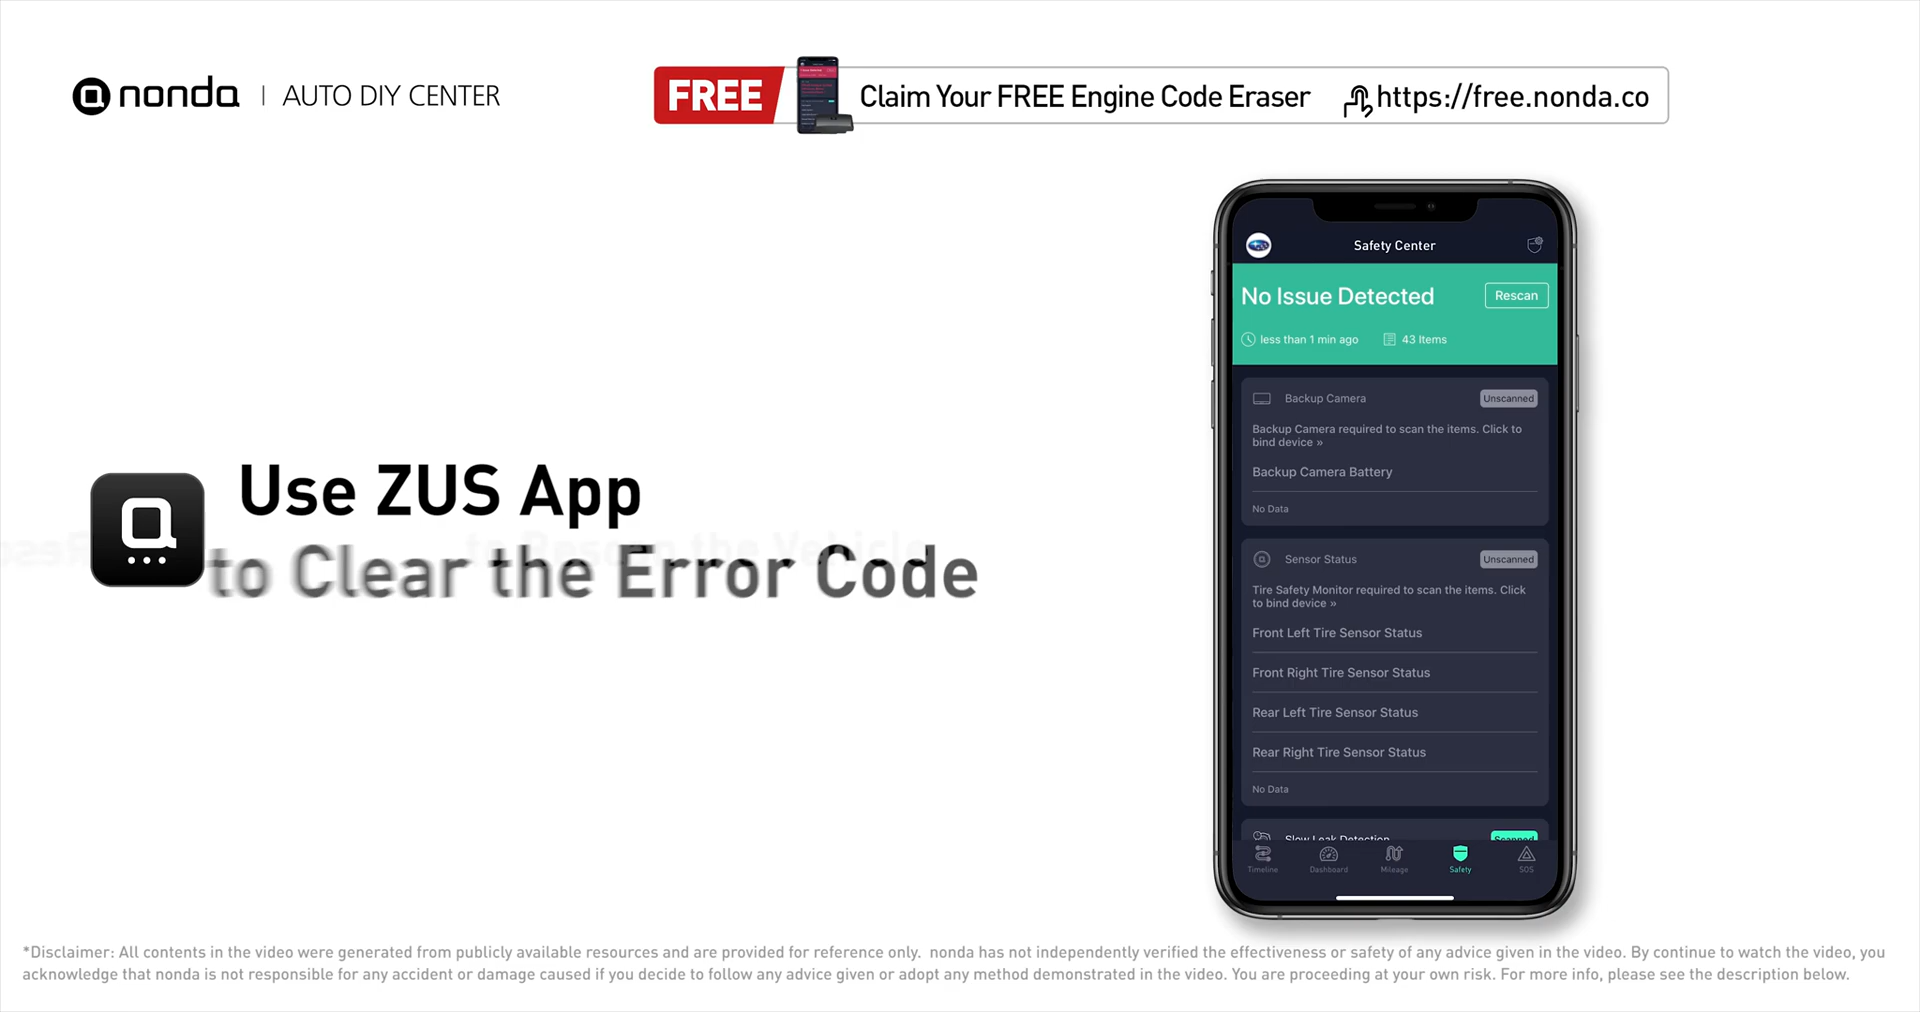 nonda | AUTO DIY CENTER
FREE Claim Your FREE Engine Code Eraser https://free.nonda.co
Safety Center
No Issue Detected Rescan
less than 1 min ago 43 Items
Backup Camera Unscanned
Backup Camera required to scan the items. Click to
bind device »
Backup Camera Battery
No Data
Sensor Status Unscanned
Tire Safety Monitor required to scan the items. Click
to bind device »
Front Left Tire Sensor Status
Front Right Tire Sensor Status
Rear Left Tire Sensor Status
Rear Right Tire Sensor Status
No Data
Slow Leak Detection Scanned
Timeline Dashboard Mileage Safety SOS
Use ZUS App
to Rescan the Vehicle
to Clear the Error Code
*Disclaimer: All contents in the video were generated from publicly available resources and are provided for reference only. nonda has not independently verified the effectiveness or safety of any advice given in the video. By continue to watch the video, you
acknowledge that nonda is not responsible for any accident or damage caused if you decide to follow any advice given or adopt any method demonstrated in the video. You are proceeding at your own risk. For more info, please see the description below.